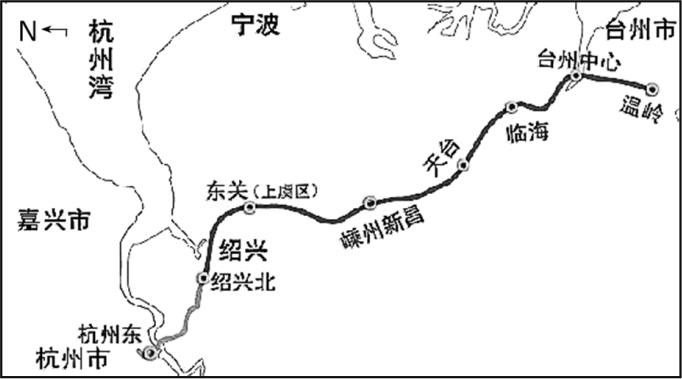 N
杭州湾
宁波
台州市
台州中心
温岭
临海
天台
东关(上虞区)
嵊州新昌
嘉兴市
绍兴
绍兴北
杭州东
杭州市